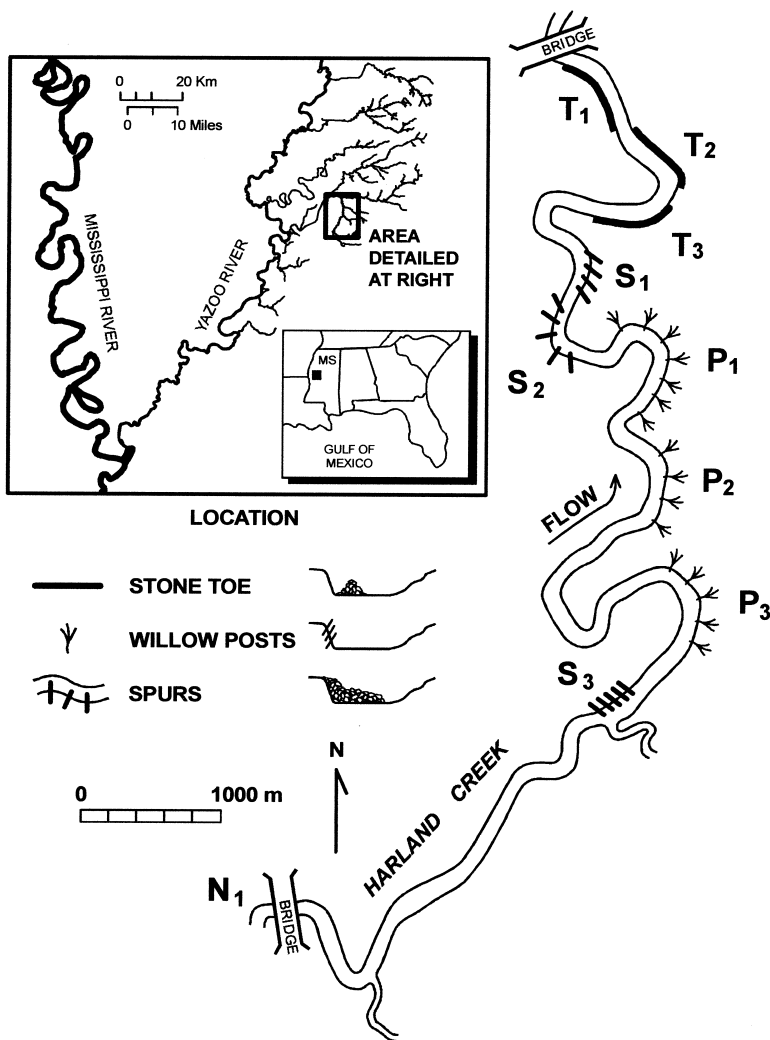 BRIDGE
T1
T2
T3
S1
S2
P1
P2
FLOW
P3
S3
0 20 Km
0 10 Miles
MISSISSIPPI RIVER
YAZOO RIVER
AREA
DETAILED
AT RIGHT
MS
GULF OF
MEXICO
LOCATION
STONE TOE
WILLOW POSTS
SPURS
N
0 1000 m
HARLAND CREEK
N1
BRIDGE